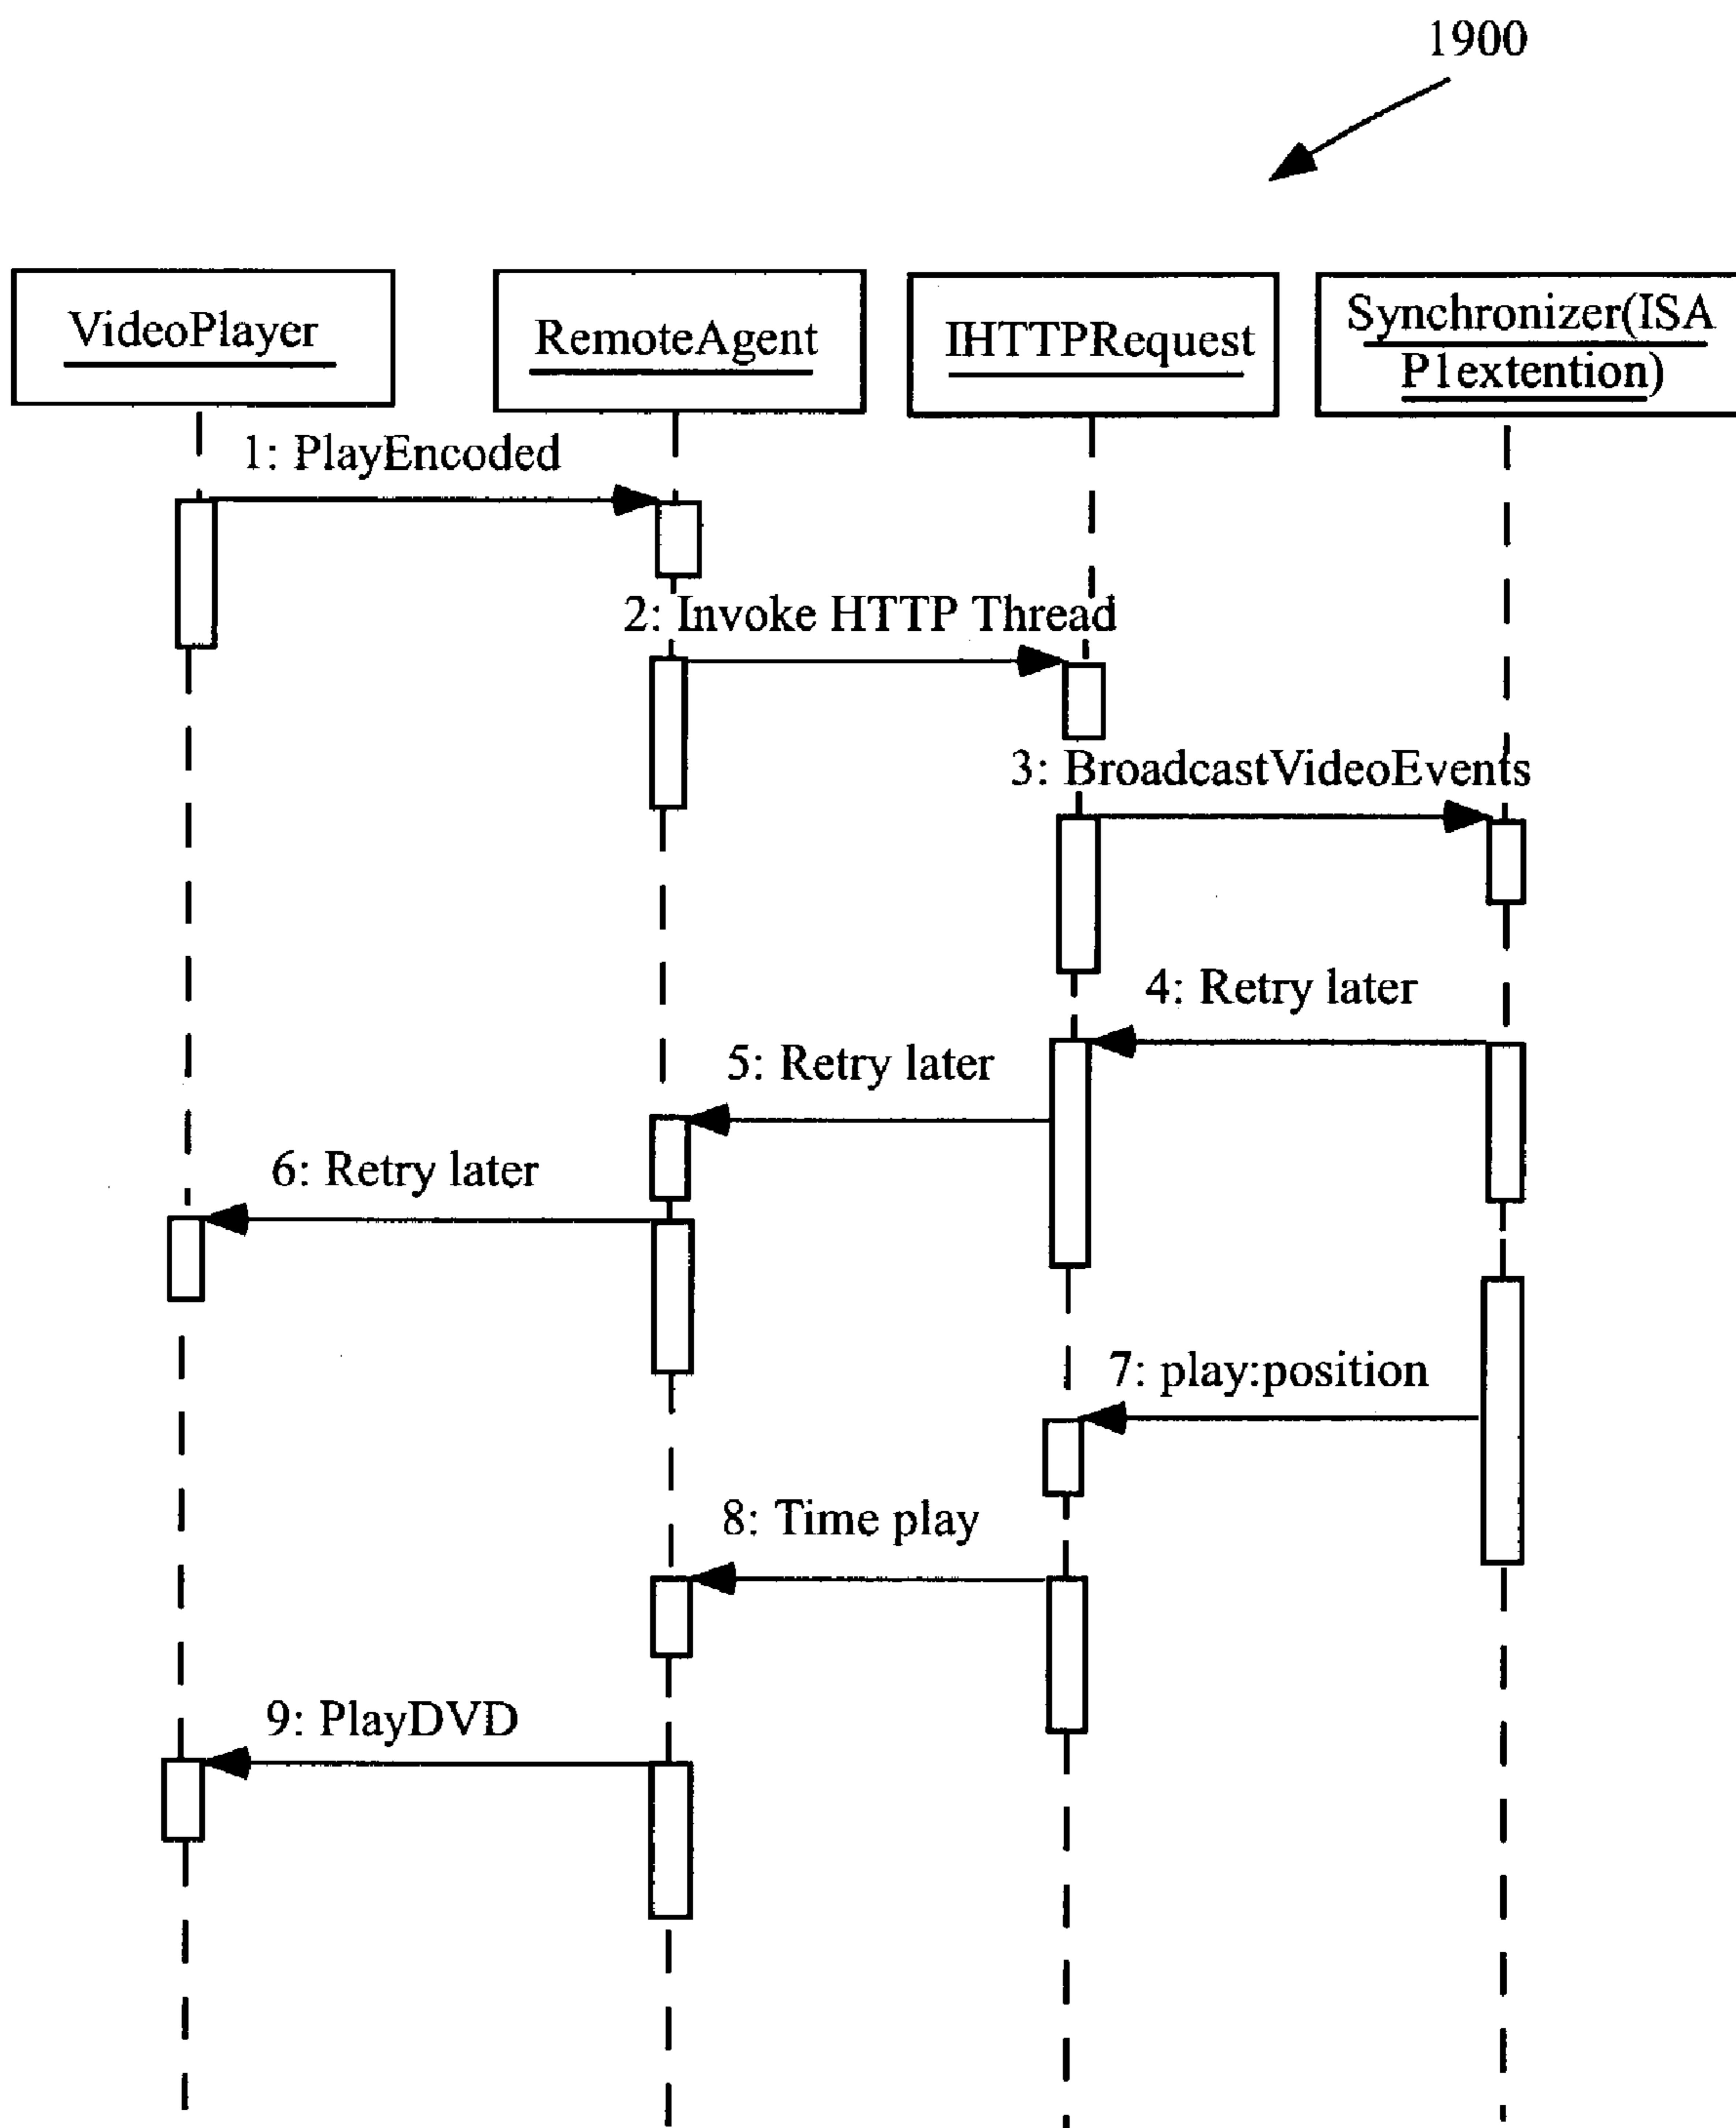 1900
VideoPlayer
RemoteAgent
IHTTPRequest
Synchronizer(ISA
P1extention)
1: PlayEncoded
2: Invoke HTTP Thread
3: BroadcastVideoEvents
4: Retry later
5: Retry later
6: Retry later
7: play:position
8: Time play
9: PlayDVD